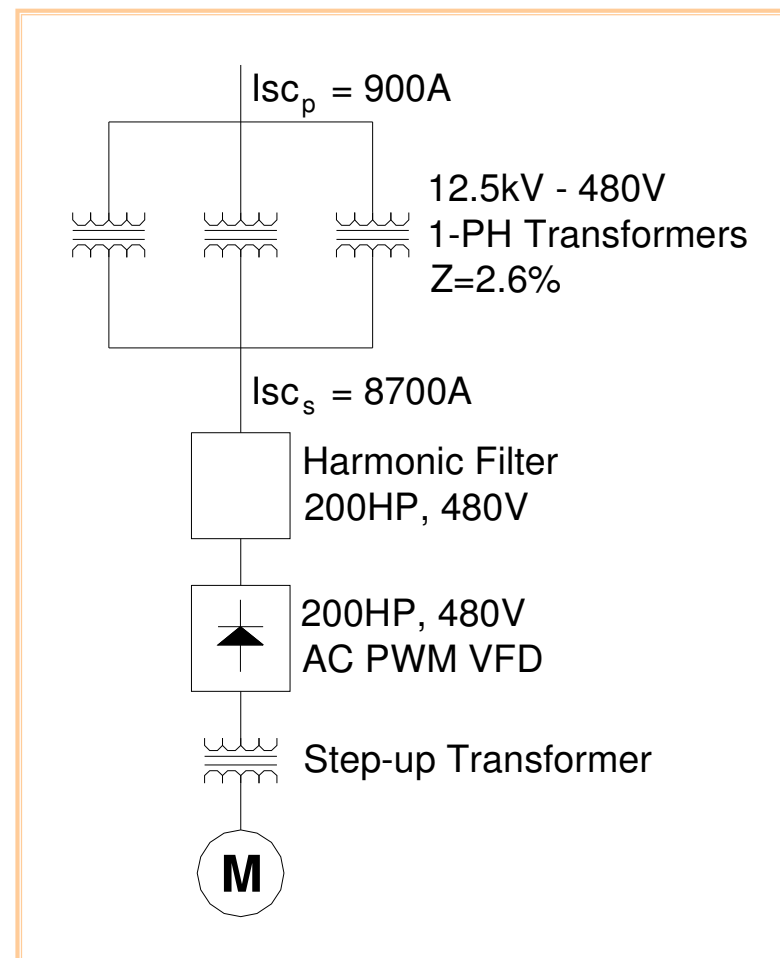 Isc_p = 900A
12.5kV - 480V
1-PH Transformers
Z=2.6%
Isc_s = 8700A
Harmonic Filter
200HP, 480V
200HP, 480V
AC PWM VFD
Step-up Transformer
M